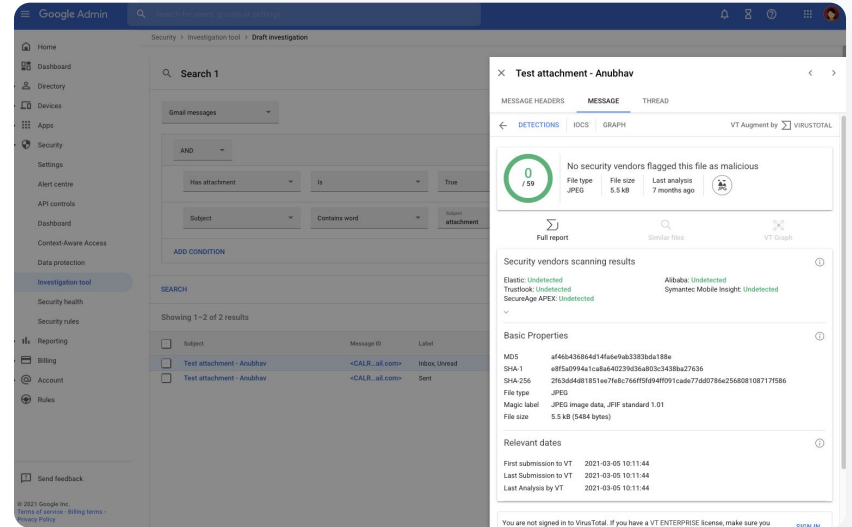 Google Admin
Search for users, groups or settings
Home
Dashboard
Directory
Devices
Apps
Security
Settings
Alert centre
API controls
Dashboard
Context-Aware Access
Data protection
Investigation tool
Security health
Security rules
Reporting
Billing
Account
Rules
Send feedback
© 2021 Google Inc.
Terms of service - Billing terms -
Privacy Policy
Security > Investigation tool > Draft investigation
Search 1
Gmail messages
AND
Has attachment Is True
Subject Contains word Subject
attachment
ADD CONDITION
SEARCH
Showing 1–2 of 2 results
Subject Message ID Label
Test attachment - Anubhav <CALR...ail.com> Inbox, Unread
Test attachment - Anubhav <CALR...ail.com> Sent
Test attachment - Anubhav
MESSAGE HEADERS MESSAGE THREAD
DETECTIONS IOCS GRAPH VT Augment by VIRUSTOTAL
0
/ 59
No security vendors flagged this file as malicious
File type File size Last analysis
JPEG 5.5 kB 7 months ago
JPG
Full report Similar files VT Graph
Security vendors scanning results
Elastic: Undetected Alibaba: Undetected
Trustlook: Undetected Symantec Mobile Insight: Undetected
SecureAge APEX: Undetected
Basic Properties
MD5 af46b436864d14fa6e9ab3383bda188e
SHA-1 e8f5a0994a1ca8a640239d36a803c3438ba27636
SHA-256 2f63dd4d81851ee7fe8c766ff5fd94ff091cade77dd0786e256808108717f586
File type JPEG
Magic label JPEG image data, JFIF standard 1.01
File size 5.5 kB (5484 bytes)
Relevant dates
First submission to VT 2021-03-05 10:11:44
Last Submission to VT 2021-03-05 10:11:44
Last Analysis by VT 2021-03-05 10:11:44
You are not signed in to VirusTotal. If you have a VT ENTERPRISE license, make sure you
SIGN IN